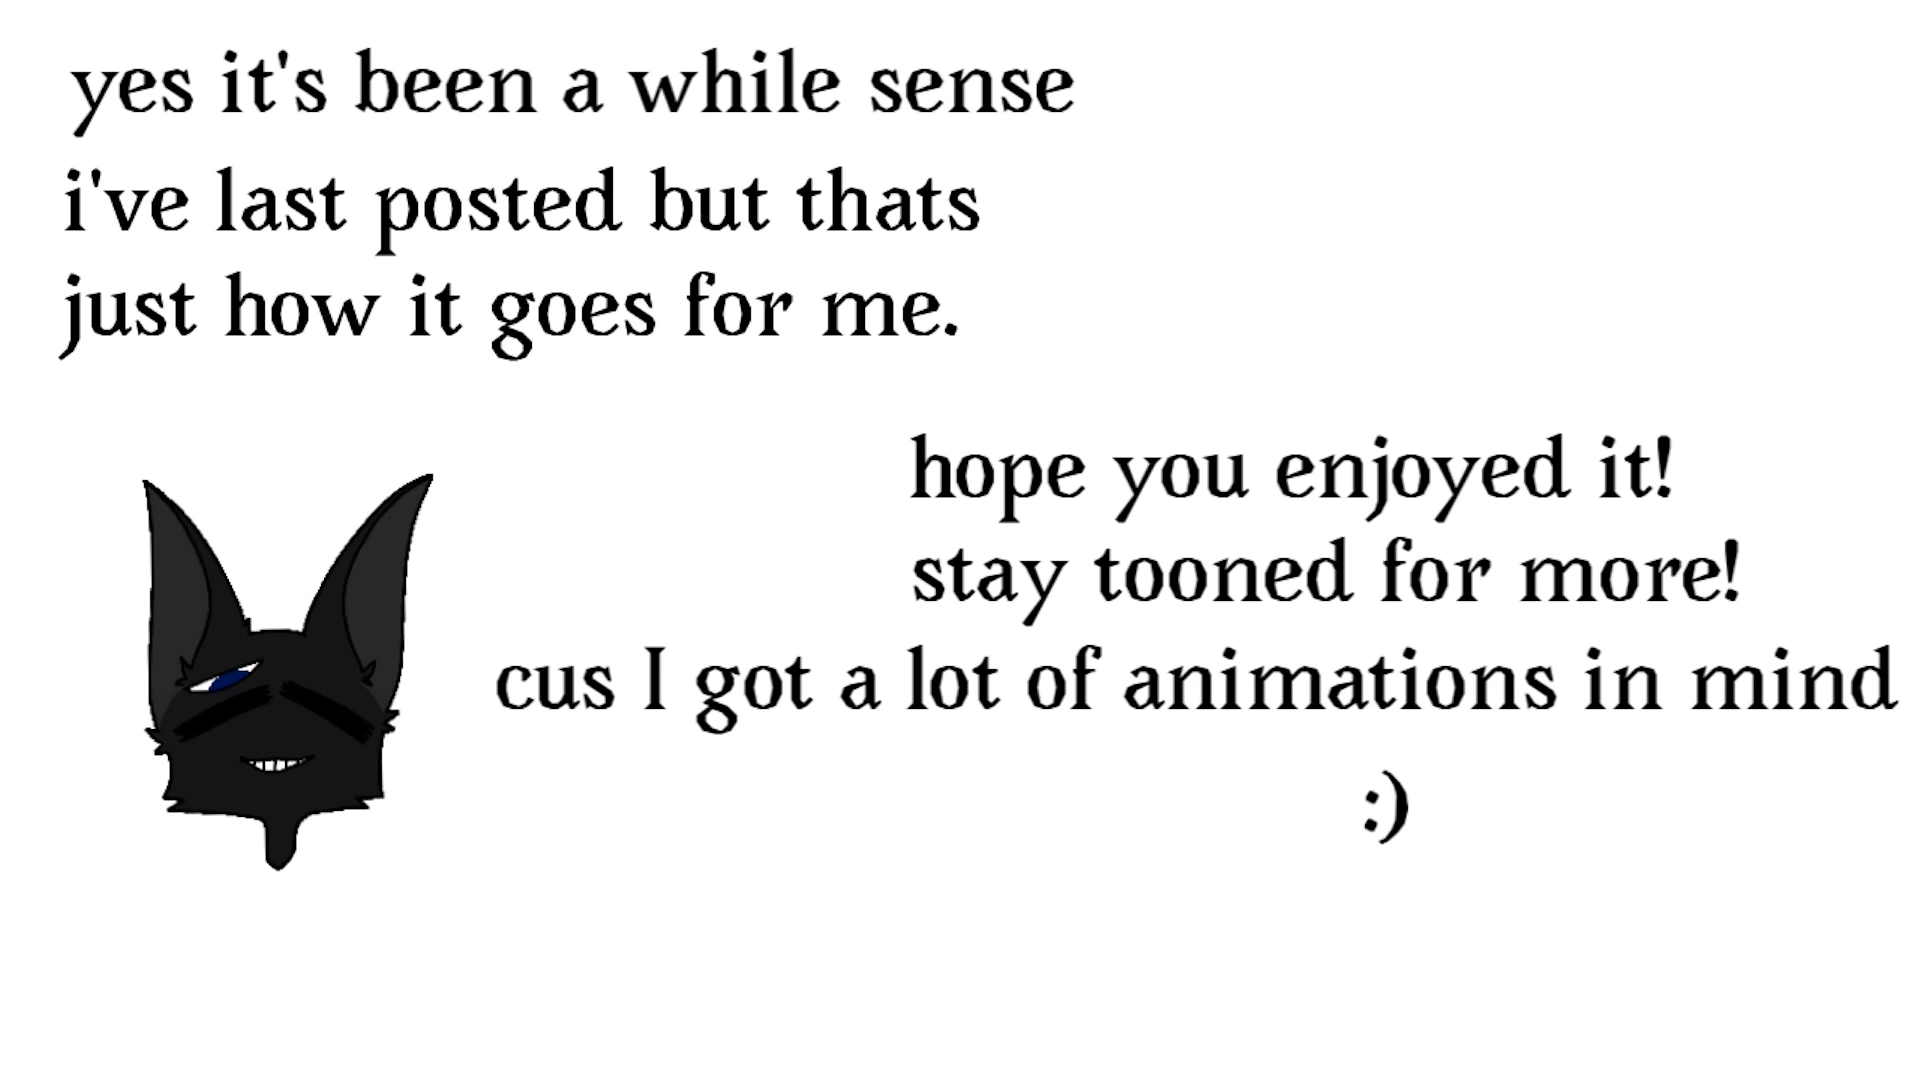 yes it's been a while sense
i've last posted but thats
just how it goes for me.
hope you enjoyed it!
stay tooned for more!
cus I got a lot of animations in mind
:)